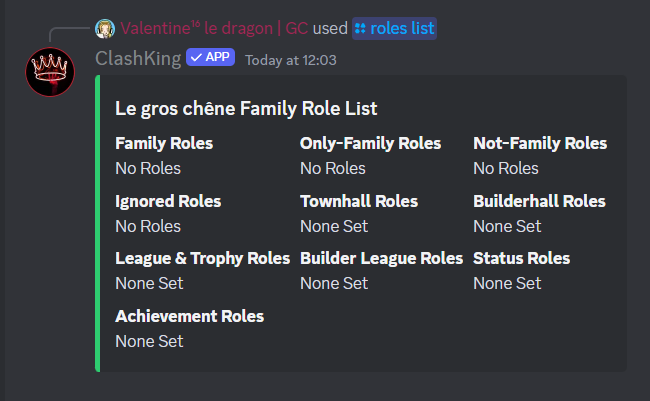 Valentine¹⁶ le dragon | GC used roles list
ClashKing ✓ APP Today at 12:03
Le gros chêne Family Role List
Family Roles Only-Family Roles Not-Family Roles
No Roles No Roles No Roles
Ignored Roles Townhall Roles Builderhall Roles
No Roles None Set None Set
League & Trophy Roles Builder League Roles Status Roles
None Set None Set None Set
Achievement Roles
None Set